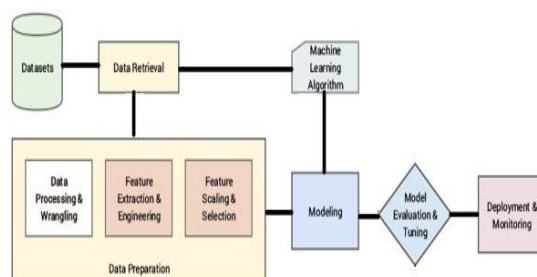 Datasets
Data Retrieval
Machine
Learning
Algorithm
Data
Processing &
Wrangling
Feature
Extraction &
Engineering
Feature
Scaling &
Selection
Data Preparation
Modeling
Model
Evaluation &
Tuning
Deployment &
Monitoring